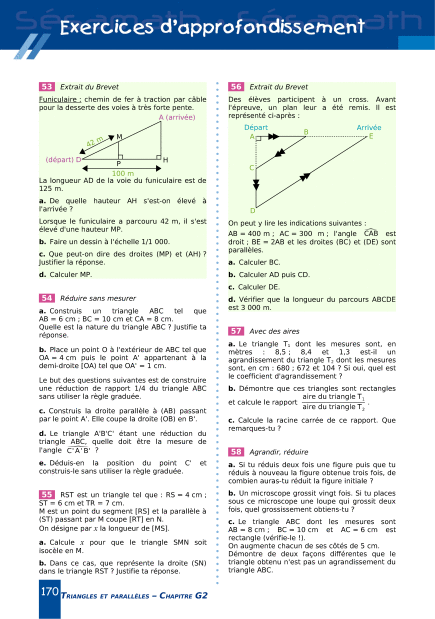 Exercices d'approfondissement
53 Extrait du Brevet
Funiculaire : chemin de fer à traction par câble
pour la desserte des voies à très forte pente.
A (arrivée)
42 m
M
(départ) D
P
H
100 m
La longueur AD de la voie du funiculaire est de
125 m.
a. De quelle hauteur AH s'est-on élevé à
l'arrivée ?
Lorsque le funiculaire a parcouru 42 m, il s'est
élevé d'une hauteur MP.
b. Faire un dessin à l'échelle 1/1 000.
c. Que peut-on dire des droites (MP) et (AH) ?
Justifier la réponse.
d. Calculer MP.
54 Réduire sans mesurer
a. Construis un triangle ABC tel que
AB = 6 cm ; BC = 10 cm et CA = 8 cm.
Quelle est la nature du triangle ABC ? Justifie ta
réponse.
b. Place un point O à l'extérieur de ABC tel que
OA = 4 cm puis le point A' appartenant à la
demi-droite [OA) tel que OA' = 1 cm.
Le but des questions suivantes est de construire
une réduction de rapport 1/4 du triangle ABC
sans utiliser la règle graduée.
c. Construis la droite parallèle à (AB) passant
par le point A'. Elle coupe la droite (OB) en B'.
d. Le triangle A'B'C' étant une réduction du
triangle ABC, quelle doit être la mesure de
l'angle C'A'B' ?
e. Déduis-en la position du point C' et
construis-le sans utiliser la règle graduée.
55 RST est un triangle tel que : RS = 4 cm ;
ST = 6 cm et TR = 7 cm.
M est un point du segment [RS] et la parallèle à
(ST) passant par M coupe [RT] en N.
On désigne par x la longueur de [MS].
a. Calcule x pour que le triangle SMN soit
isocèle en M.
b. Dans ce cas, que représente la droite (SN)
dans le triangle RST ? Justifie ta réponse.
56 Extrait du Brevet
Des élèves participent à un cross. Avant
l'épreuve, un plan leur a été remis. Il est
représenté ci-après :
Départ
Arrivée
A
B
E
C
D
On peut y lire les indications suivantes :
AB = 400 m ; AC = 300 m ; l'angle CAB est
droit ; BE = 2AB et les droites (BC) et (DE) sont
parallèles.
a. Calculer BC.
b. Calculer AD puis CD.
c. Calculer DE.
d. Vérifier que la longueur du parcours ABCDE
est 3 000 m.
57 Avec des aires
a. Le triangle T₁ dont les mesures sont, en
mètres : 8,5 ; 8,4 et 1,3 est-il un
agrandissement du triangle T₂ dont les mesures
sont, en cm : 680 ; 672 et 104 ? Si oui, quel est
le coefficient d'agrandissement ?
b. Démontre que ces triangles sont rectangles
et calcule le rapport aire du triangle T₁ / aire du triangle T₂ .
c. Calcule la racine carrée de ce rapport. Que
remarques-tu ?
58 Agrandir, réduire
a. Si tu réduis deux fois une figure puis que tu
réduis à nouveau la figure obtenue trois fois, de
combien auras-tu réduit la figure initiale ?
b. Un microscope grossit vingt fois. Si tu places
sous ce microscope une loupe qui grossit deux
fois, quel grossissement obtiens-tu ?
c. Le triangle ABC dont les mesures sont
AB = 8 cm ; BC = 10 cm et AC = 6 cm est
rectangle (vérifie-le !).
On augmente chacun de ses côtés de 5 cm.
Démontre de deux façons différentes que le
triangle obtenu n'est pas un agrandissement du
triangle ABC.
170 TRIANGLES ET PARALLÈLES – CHAPITRE G2